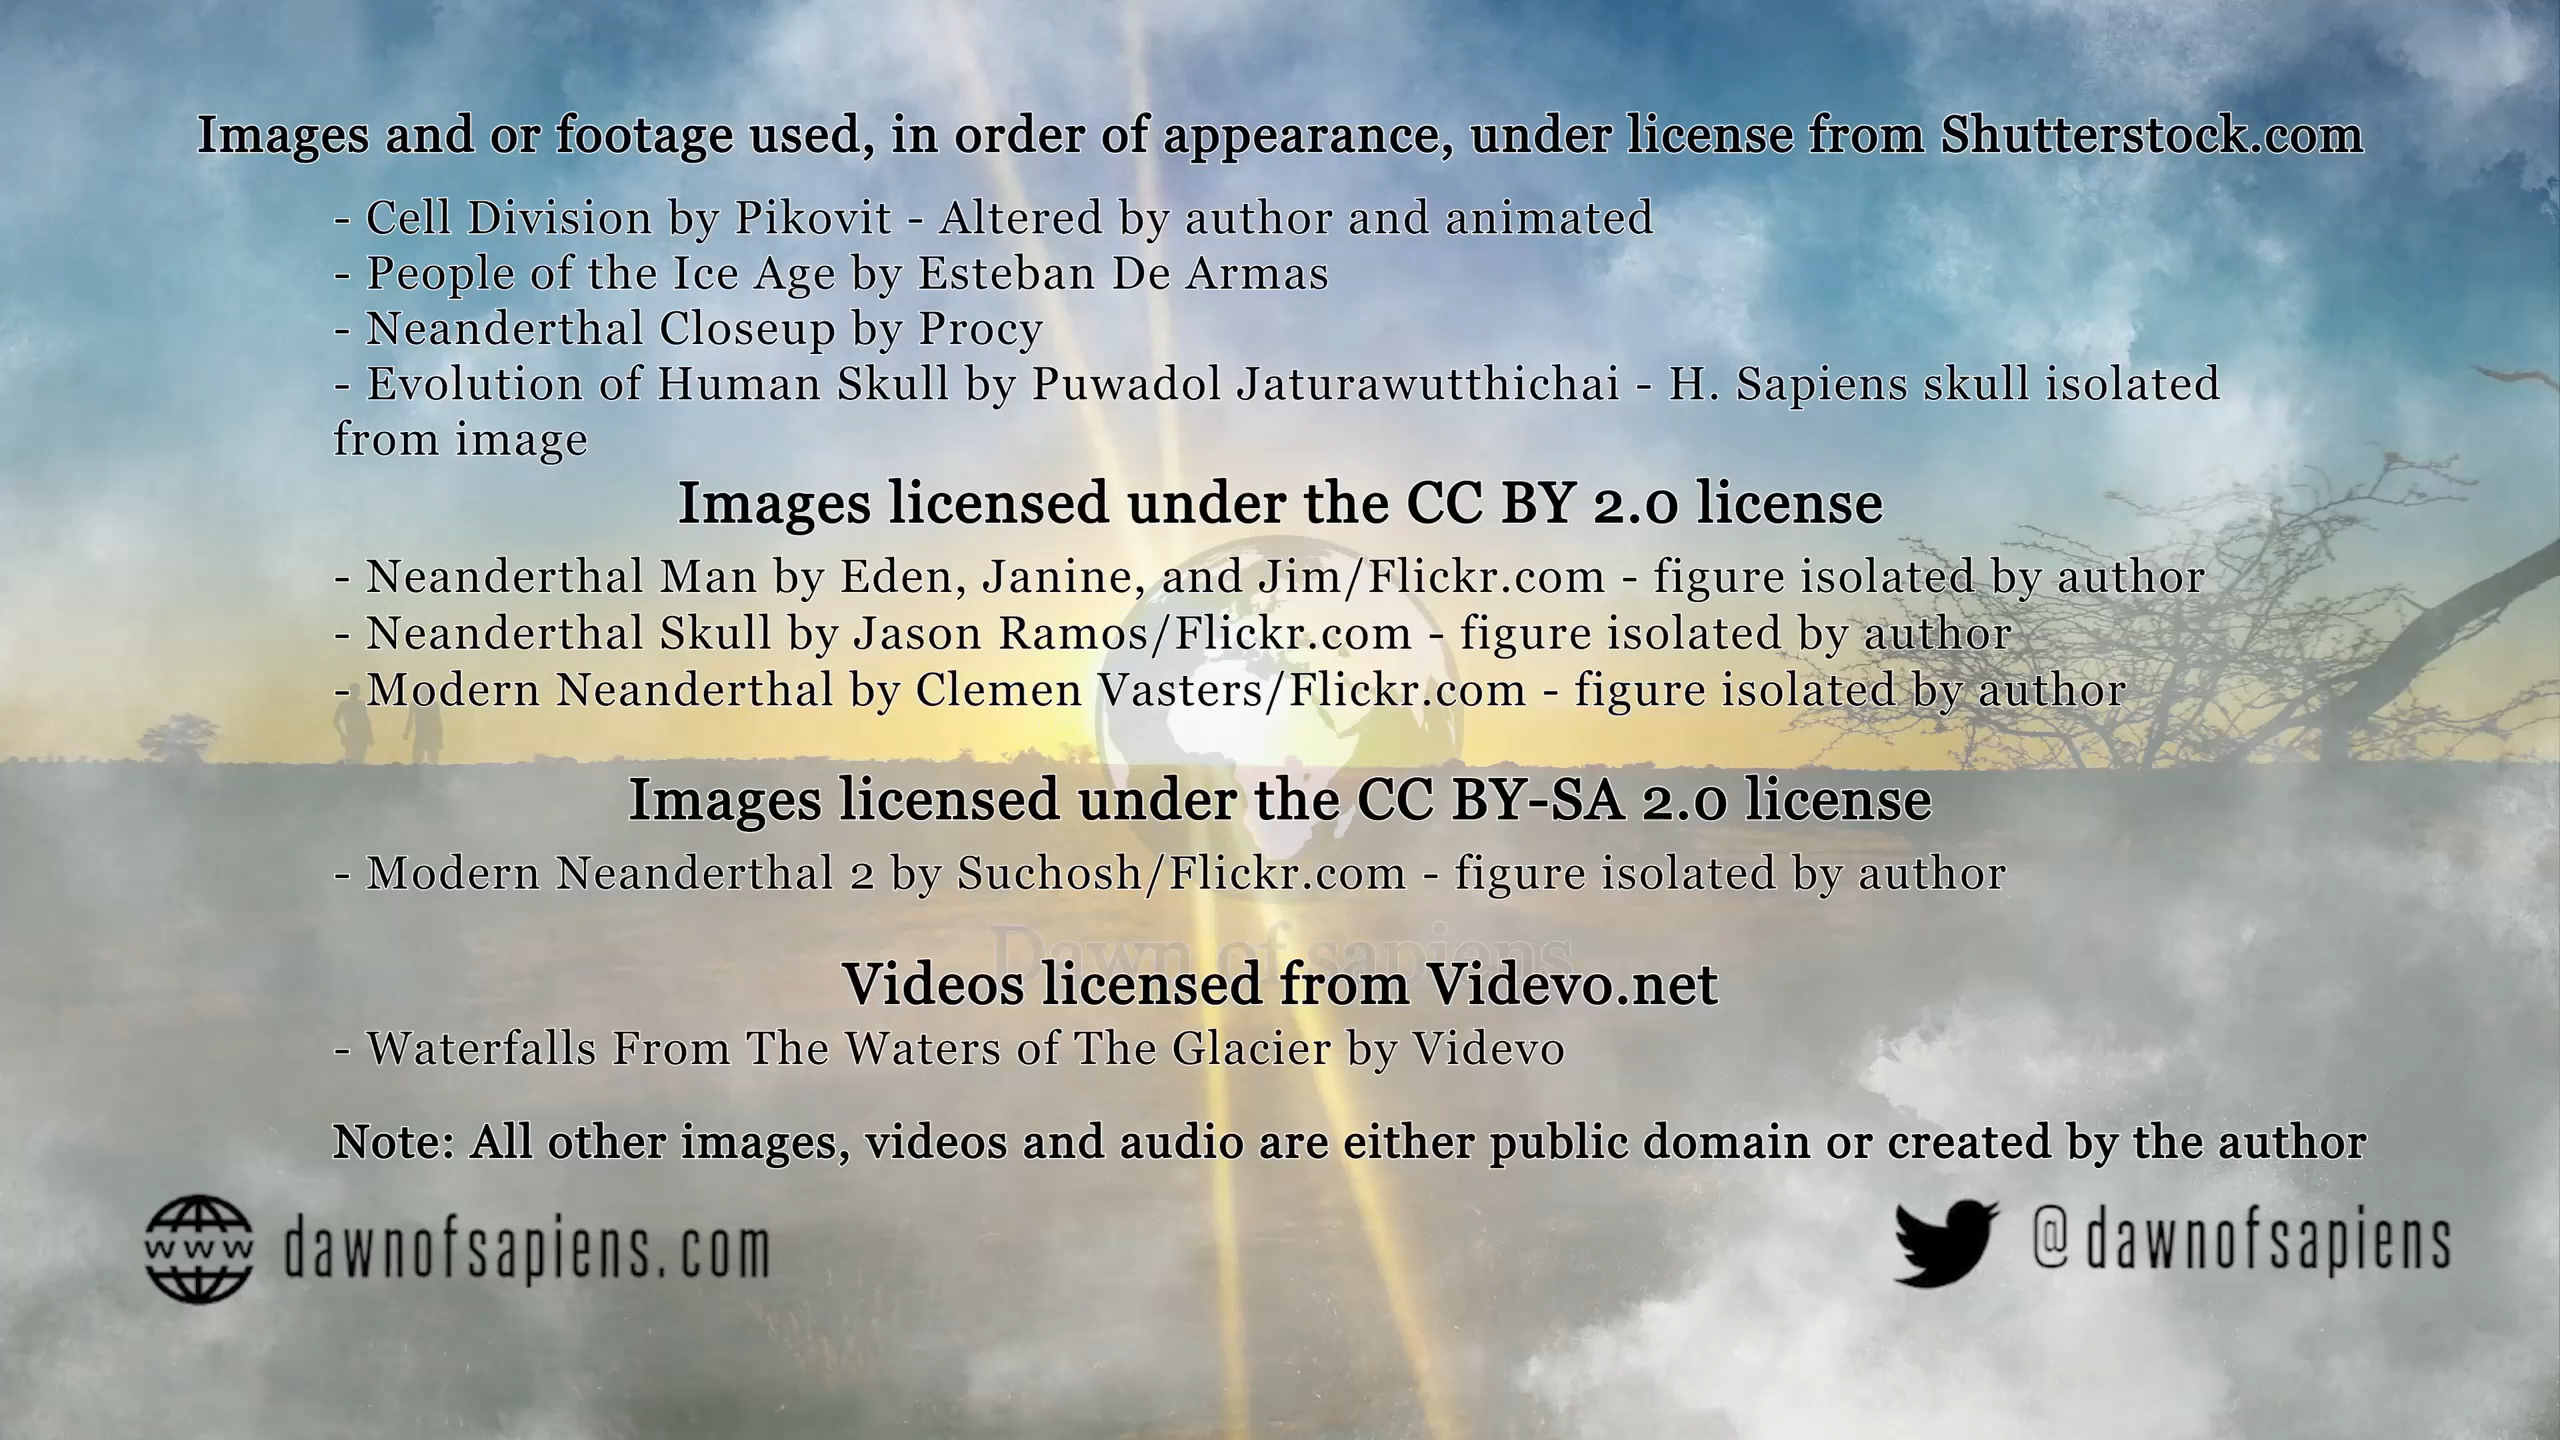 Images and or footage used, in order of appearance, under license from Shutterstock.com
- Cell Division by Pikovit - Altered by author and animated
- People of the Ice Age by Esteban De Armas
- Neanderthal Closeup by Procy
- Evolution of Human Skull by Puwadol Jaturawutthichai - H. Sapiens skull isolated
from image
Images licensed under the CC BY 2.0 license
- Neanderthal Man by Eden, Janine, and Jim/Flickr.com - figure isolated by author
- Neanderthal Skull by Jason Ramos/Flickr.com - figure isolated by author
- Modern Neanderthal by Clemen Vasters/Flickr.com - figure isolated by author
Images licensed under the CC BY-SA 2.0 license
- Modern Neanderthal 2 by Suchosh/Flickr.com - figure isolated by author
Dawn of sapiens
Videos licensed from Videvo.net
- Waterfalls From The Waters of The Glacier by Videvo
Note: All other images, videos and audio are either public domain or created by the author
www dawnofsapiens.com
@dawnofsapiens